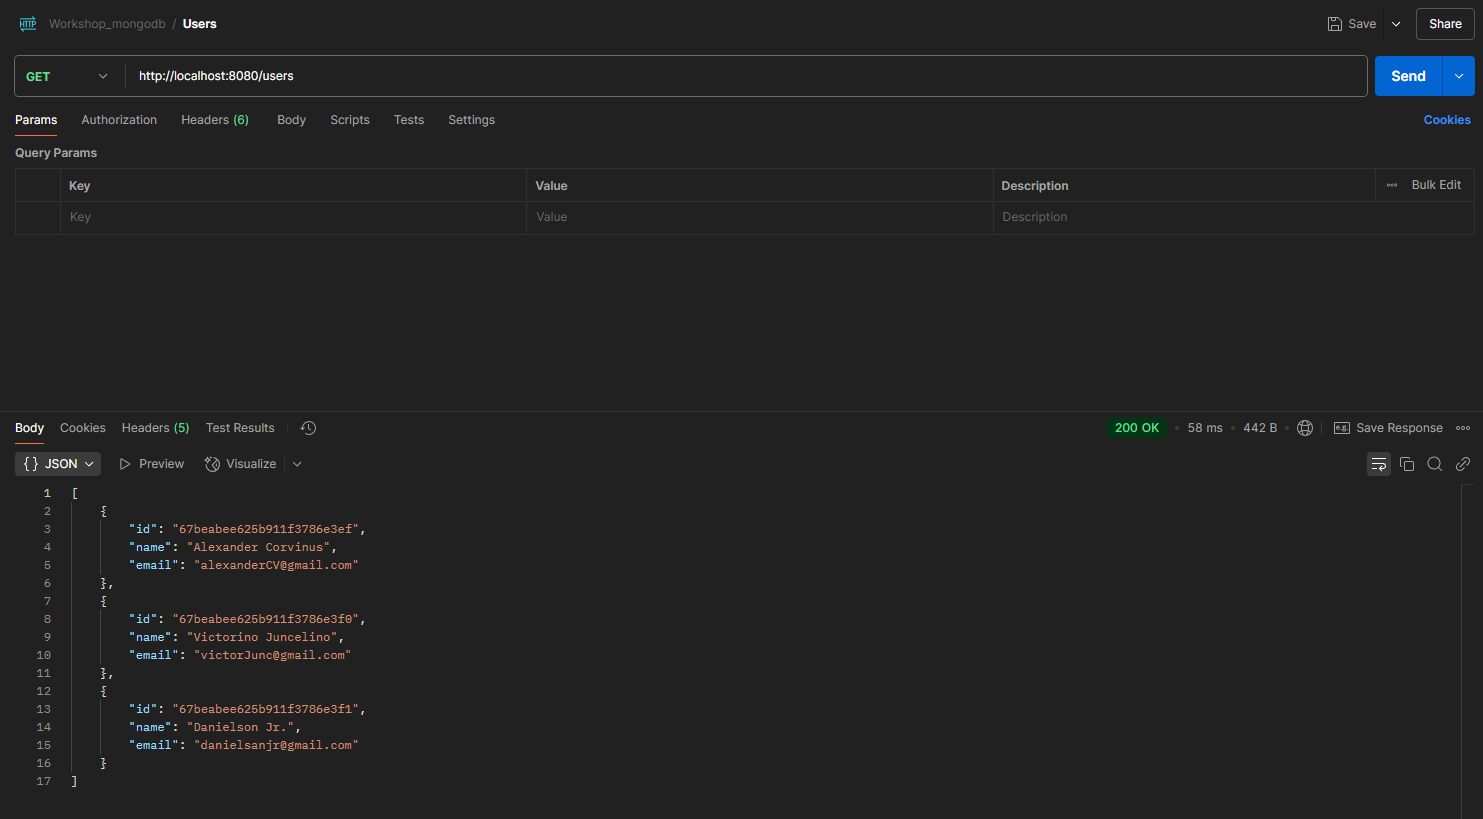 HTTP Workshop_mongodb / Users Save Share
GET http://localhost:8080/users Send
Params Authorization Headers (6) Body Scripts Tests Settings Cookies
Query Params
Key Value Description Bulk Edit
Key Value Description
Body Cookies Headers (5) Test Results 200 OK • 58 ms • 442 B • e.g. Save Response
{} JSON Preview Visualize
1 [
2 {
3 "id": "67beabee625b911f3786e3ef",
4 "name": "Alexander Corvinus",
5 "email": "alexanderCV@gmail.com"
6 },
7 {
8 "id": "67beabee625b911f3786e3f0",
9 "name": "Victorino Juncelino",
10 "email": "victorJunc@gmail.com"
11 },
12 {
13 "id": "67beabee625b911f3786e3f1",
14 "name": "Danielson Jr.",
15 "email": "danielsanjr@gmail.com"
16 }
17 ]